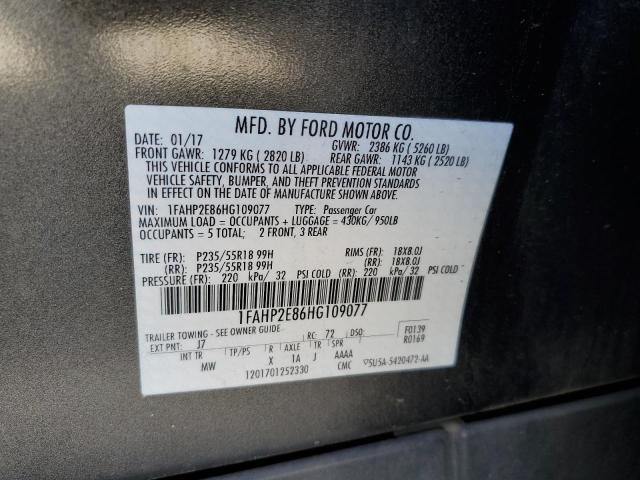 MFD. BY FORD MOTOR CO.
DATE: 01/17 GVWR: 2386 KG ( 5260 LB)
FRONT GAWR: 1279 KG ( 2820 LB) REAR GAWR: 1143 KG ( 2520 LB)
THIS VEHICLE CONFORMS TO ALL APPLICABLE FEDERAL MOTOR
VEHICLE SAFETY, BUMPER, AND THEFT PREVENTION STANDARDS
IN EFFECT ON THE DATE OF MANUFACTURE SHOWN ABOVE.
VIN: 1FAHP2E86HG109077 TYPE: Passenger Car
MAXIMUM LOAD = OCCUPANTS + LUGGAGE = 430KG/ 950LB
OCCUPANTS = 5 TOTAL; 2 FRONT, 3 REAR
TIRE (FR): P235/55R18 99H RIMS (FR): 18X8.0J
(RR): P235/55R18 99H (RR): 18X8.0J
PRESSURE (FR): 220 kPa/ 32 PSI COLD (RR): 220 kPa/ 32 PSI COLD
1FAHP2E86HG109077
TRAILER TOWING - SEE OWNER GUIDE
EXT PNT: J7 RC: 72 DSO: F0139
R0169
INT TR TP/PS R AXLE TR SPR
MW X 1A J AAAA
1201701252330 CMC 5U5A-5420472-AA